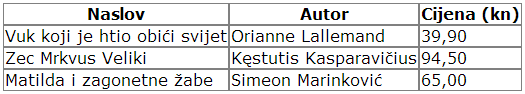 Naslov Autor Cijena (kn)
Vuk koji je htio obići svijet Orianne Lallemand 39,90
Zec Mrkvus Veliki Kęstutis Kasparavičius 94,50
Matilda i zagonetne žabe Simeon Marinković 65,00